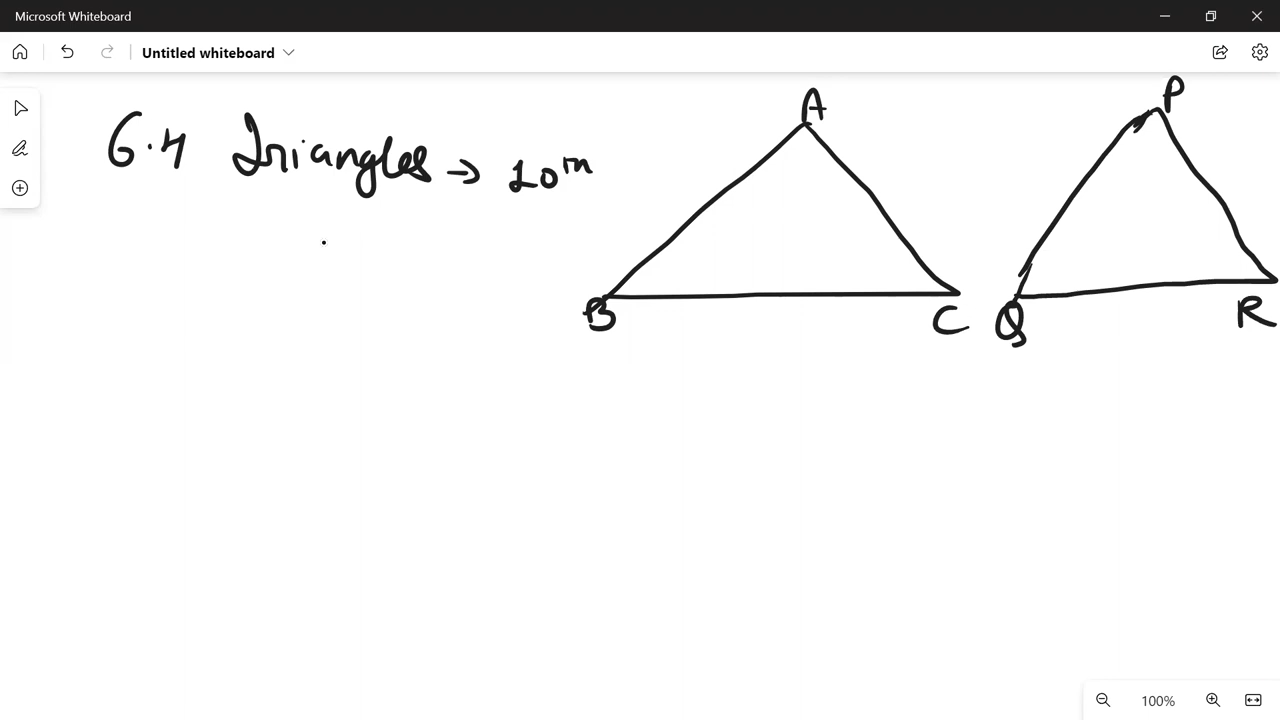 Microsoft Whiteboard
Untitled whiteboard
6.4 Triangles → 10th
A
P
B
C
Q
R
100%